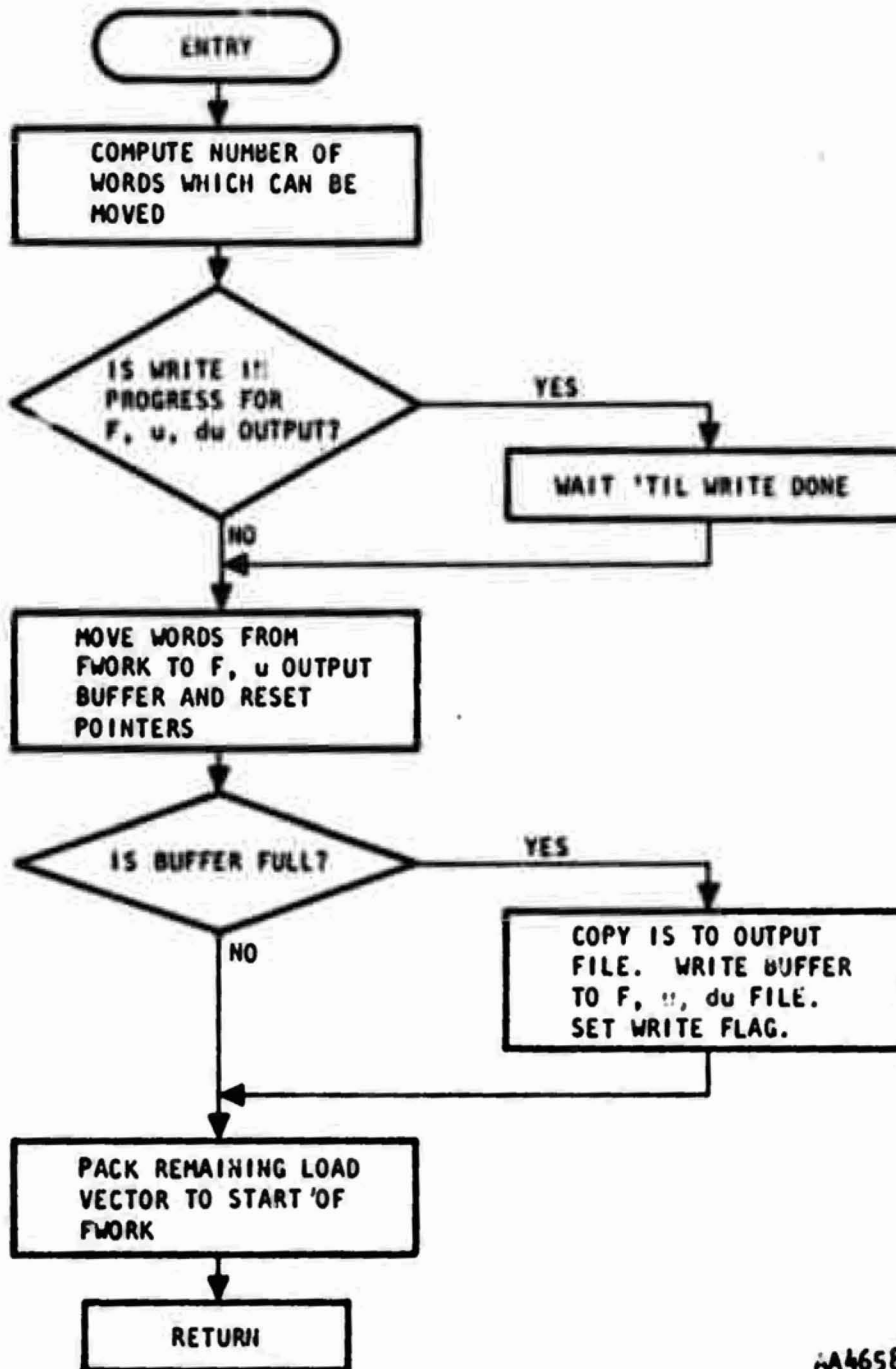 ENTRY
COMPUTE NUMBER OF
WORDS WHICH CAN BE
MOVED
IS WRITE IN
PROGRESS FOR
F, u, du OUTPUT?
YES
WAIT 'TIL WRITE DONE
NO
MOVE WORDS FROM
FWORK TO F, u OUTPUT
BUFFER AND RESET
POINTERS
IS BUFFER FULL?
YES
NO
COPY IS TO OUTPUT
FILE. WRITE BUFFER
TO F, u, du FILE.
SET WRITE FLAG.
PACK REMAINING LOAD
VECTOR TO START 'OF
FWORK
RETURN